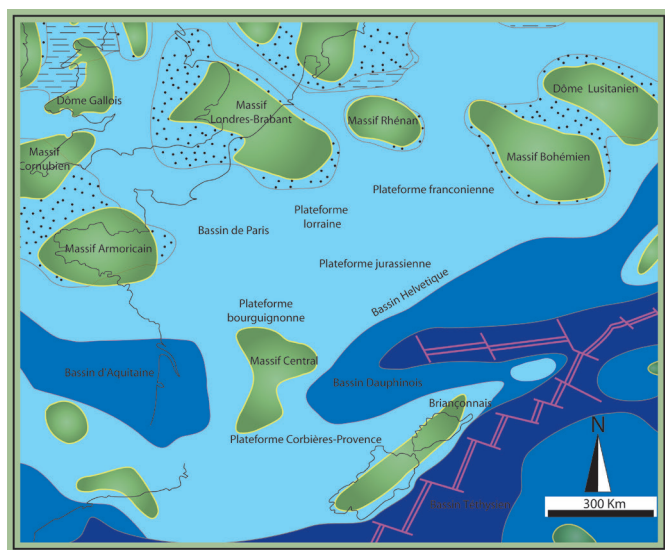 Dôme Gallois
Massif
Londres-Brabant
Massif Rhénan
Dôme Lusitanien
Massif
Cornubien
Massif Bohémien
Plateforme franconienne
Plateforme
lorraine
Bassin de Paris
Massif Armoricain
Plateforme jurassienne
Bassin Helvetique
Plateforme
bourguignonne
Massif Central
Bassin d'Aquitaine
Bassin Dauphinois
Briançonnais
Plateforme Corbières-Provence
N
Bassin
300 Km